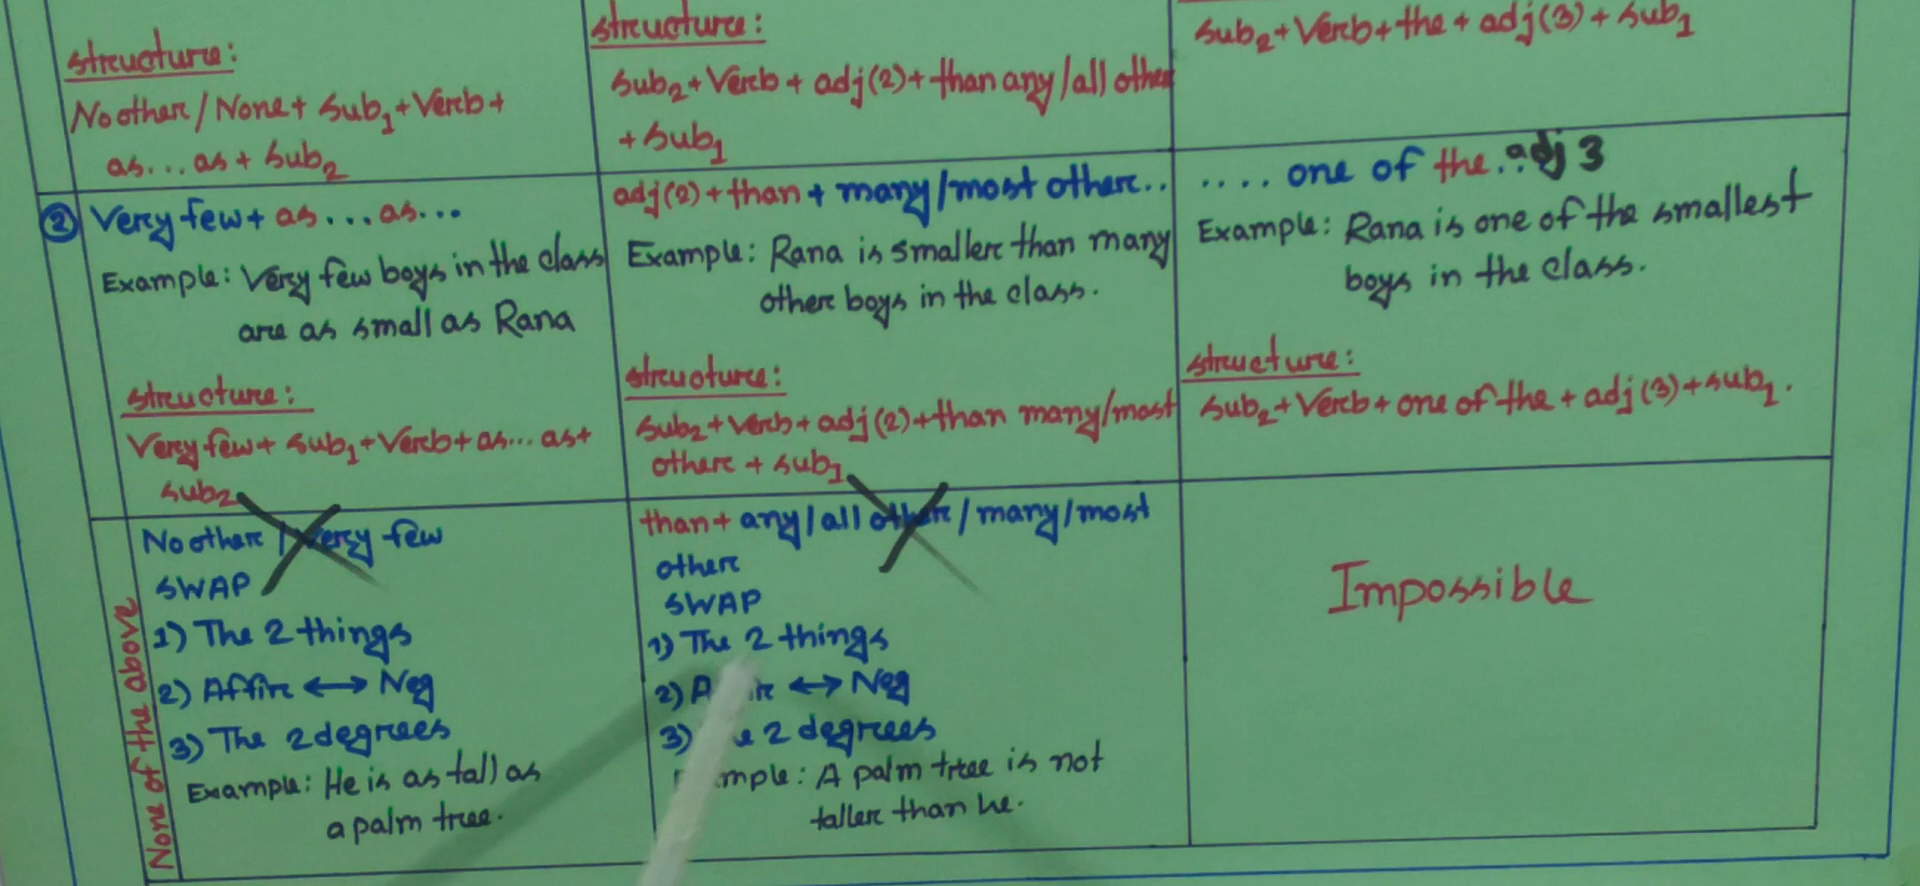 structure:
No other / None + Sub1 + Verb +
as... as + Sub2
structure:
Sub2 + Verb + adj(2) + than any/all other
+ Sub1
Sub2 + Verb + the + adj(3) + Sub1
② Very few + as ... as...
Example: Very few boys in the class
are as small as Rana
structure:
Very few + Sub1 + Verb + as... as +
Sub2
adj(2) + than + many/most other..
Example: Rana is smaller than many
other boys in the class.
structure:
Sub2 + Verb + adj(2) + than many/most
other + Sub1
.... one of the.. adj 3
Example: Rana is one of the smallest
boys in the class.
structure:
Sub2 + Verb + one of the + adj(3) + Sub1.
None of the above
No other / Very few
SWAP
1) The 2 things
2) Affir ↔ Neg
3) The 2 degrees
Example: He is as tall as
a palm tree.
than + any/all other / many/most
other
SWAP
1) The 2 things
2) ↔ Neg
3) 2 degrees
A palm tree is not
taller than he.
Impossible